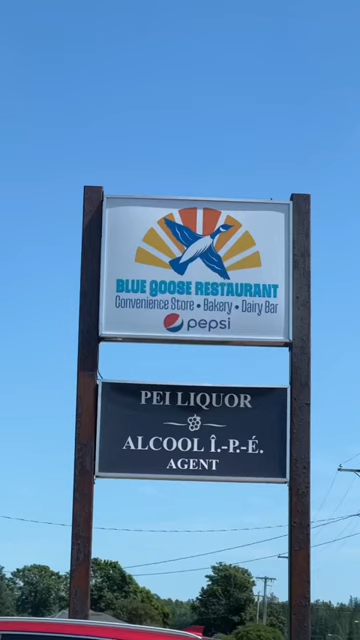 BLUE GOOSE RESTAURANT
Convenience Store • Bakery • Dairy Bar
pepsi
PEI LIQUOR
ALCOOL Î.-P.-É.
AGENT